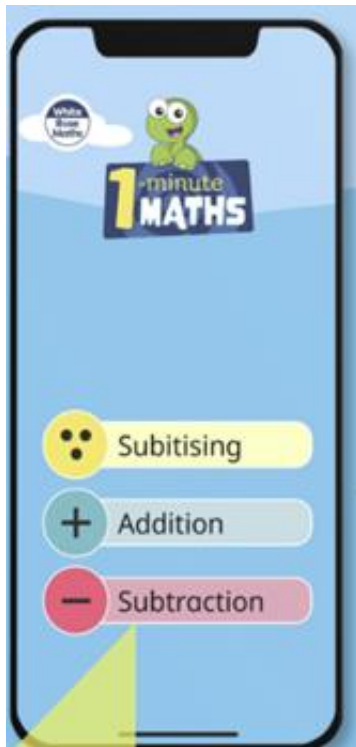 White
Rose
Maths
1-minute
MATHS
Subitising
+ Addition
− Subtraction